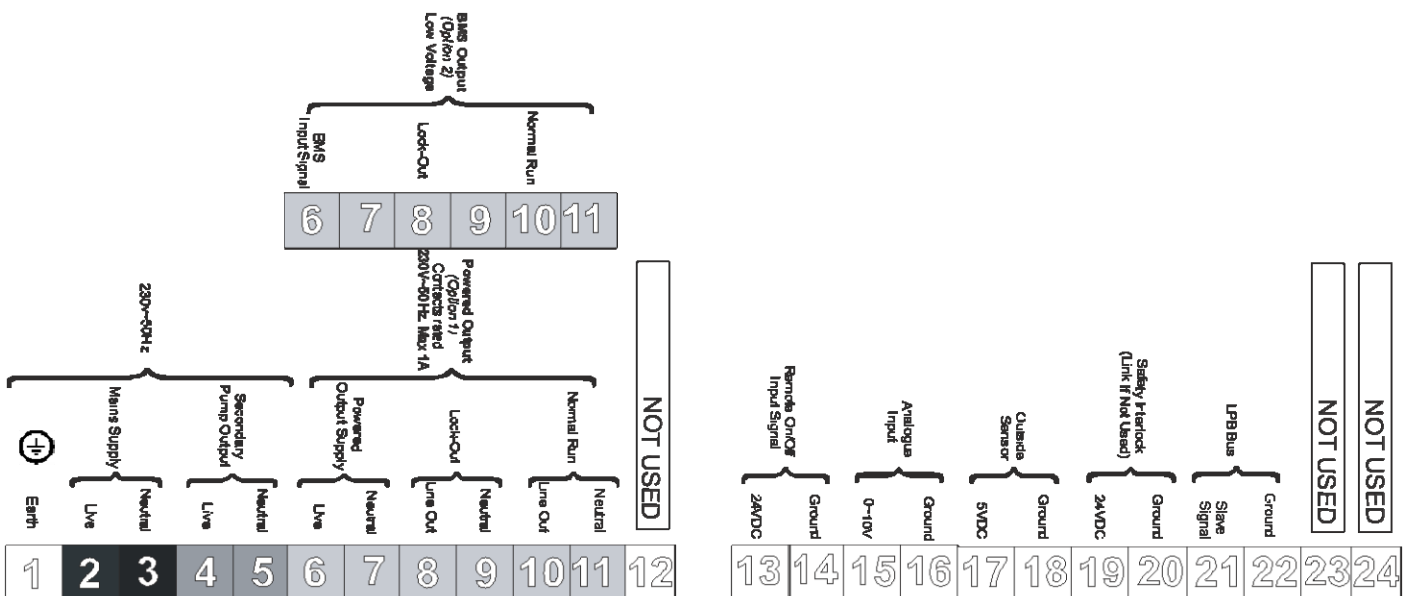 BMS Output
(Option 2)
Low Voltage
BMS
Input Signal
Lock-Out
Normal Run
6 7 8 9 10 11
Powered Output
(Option 1)
Contacts rated
230V~50Hz. Max 1A
230v~50Hz
Mains Supply
Secondary
Pump Output
Powered
Output Supply
Lock-Out
Normal Run
NOT USED
Earth
Live
Neutral
Live
Neutral
Live
Neutral
Line Out
Neutral
Line Out
Neutral
1 2 3 4 5 6 7 8 9 10 11 12
Remote On/Off
Input Signal
Analogue
Input
Outside
Sensor
Safety Interlock
(Link If Not Used)
LPB Bus
NOT USED
NOT USED
24VDC
Ground
0-10V
Ground
5VDC
Ground
24VDC
Ground
Slave
Signal
Ground
13 14 15 16 17 18 19 20 21 22 23 24